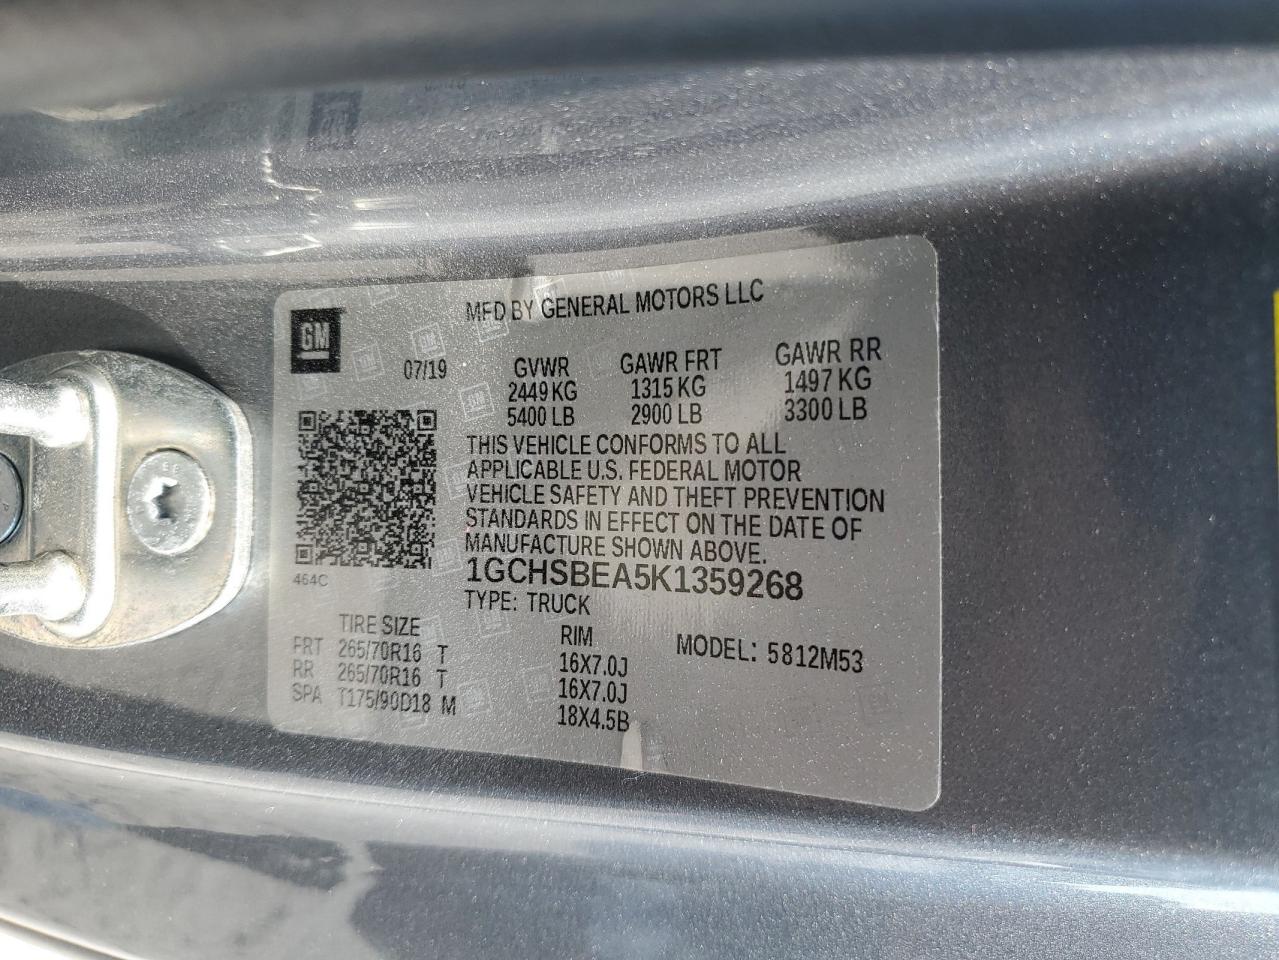 MFD BY GENERAL MOTORS LLC
GM
07/19 GVWR GAWR FRT GAWR RR
2449 KG 1315 KG 1497 KG
5400 LB 2900 LB 3300 LB
THIS VEHICLE CONFORMS TO ALL
APPLICABLE U.S. FEDERAL MOTOR
VEHICLE SAFETY AND THEFT PREVENTION
STANDARDS IN EFFECT ON THE DATE OF
MANUFACTURE SHOWN ABOVE.
464C
1GCHSBEA5K1359268
TYPE: TRUCK
TIRE SIZE RIM MODEL: 5812M53
FRT 265/70R16 T 16X7.0J
RR 265/70R16 T 16X7.0J
SPA T175/90D18 M 18X4.5B